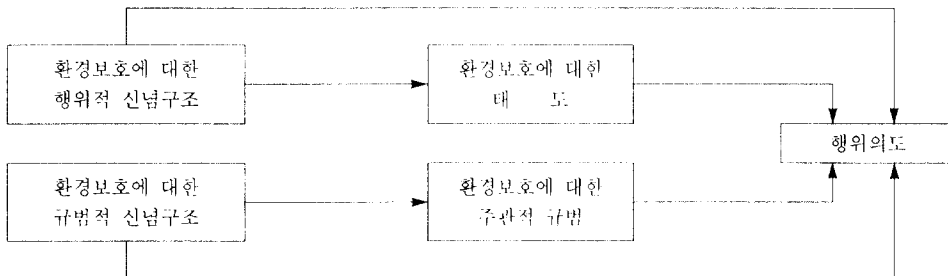 환경보호에 대한
행위적 신념구조
환경보호에 대한
태 도
행위의도
환경보호에 대한
규범적 신념구조
환경보호에 대한
주관적 규범